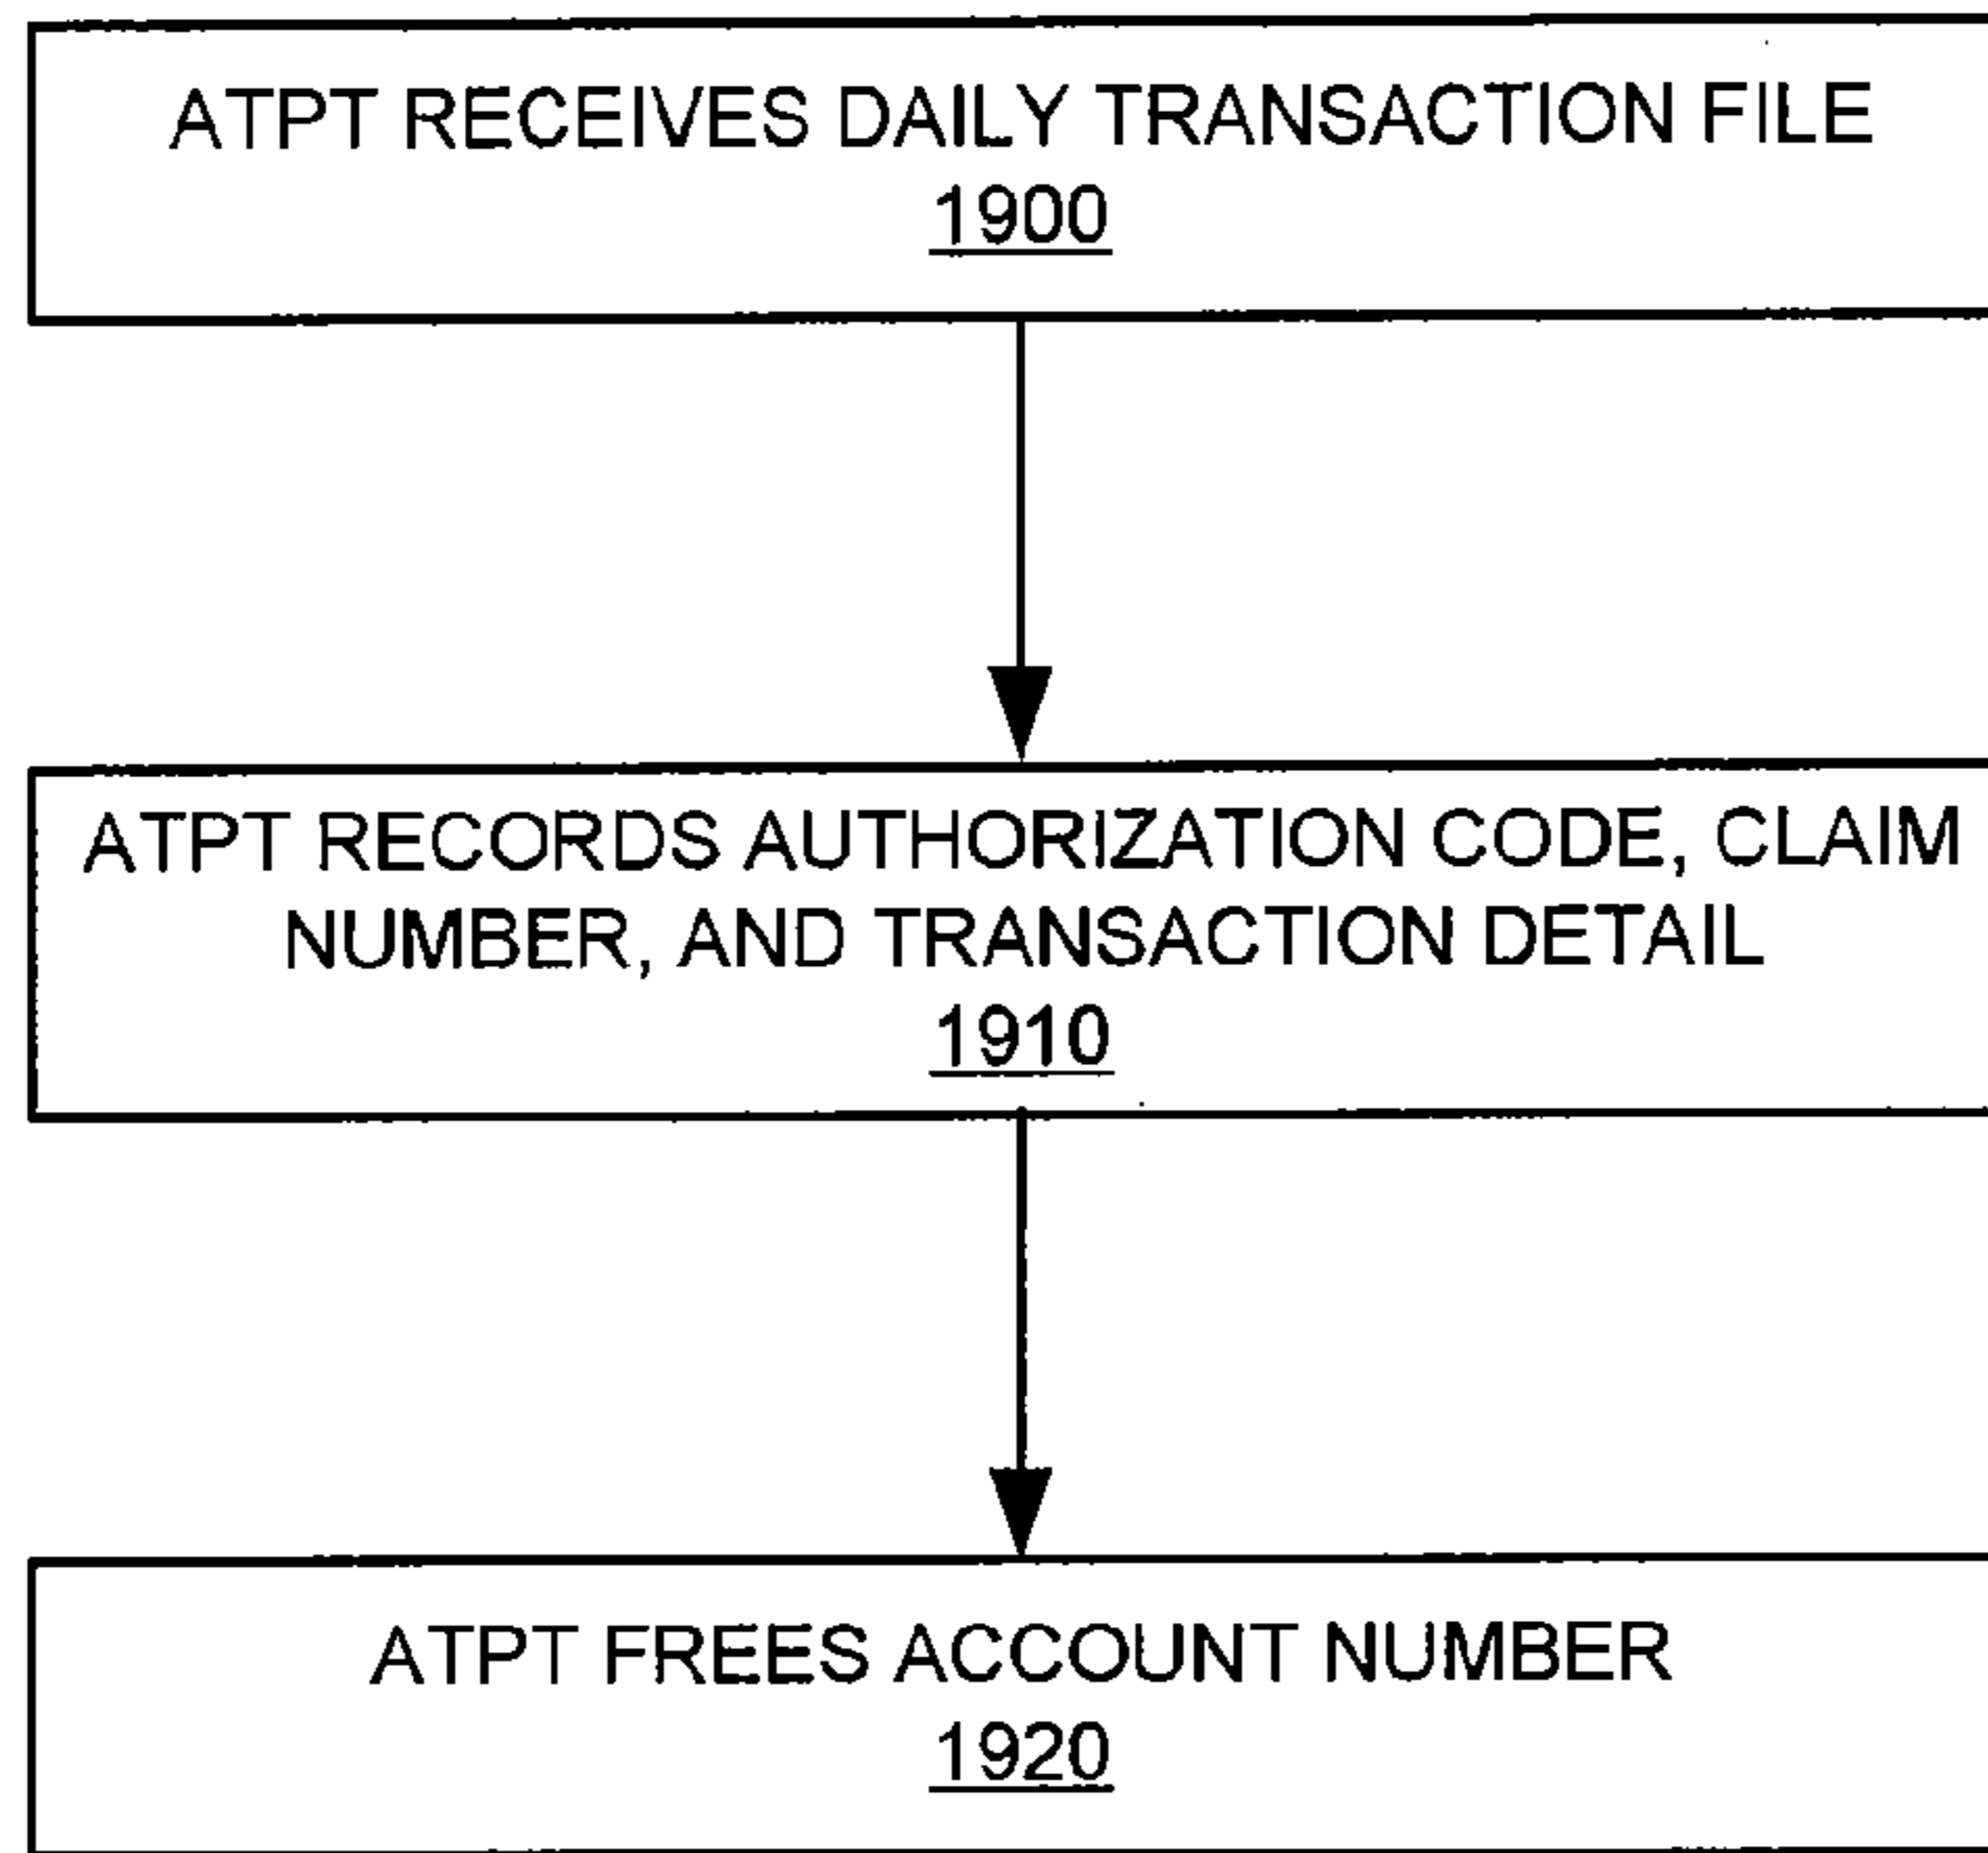 ATPT RECEIVES DAILY TRANSACTION FILE
1900
ATPT RECORDS AUTHORIZATION CODE, CLAIM
NUMBER, AND TRANSACTION DETAIL
1910
ATPT FREES ACCOUNT NUMBER
1920